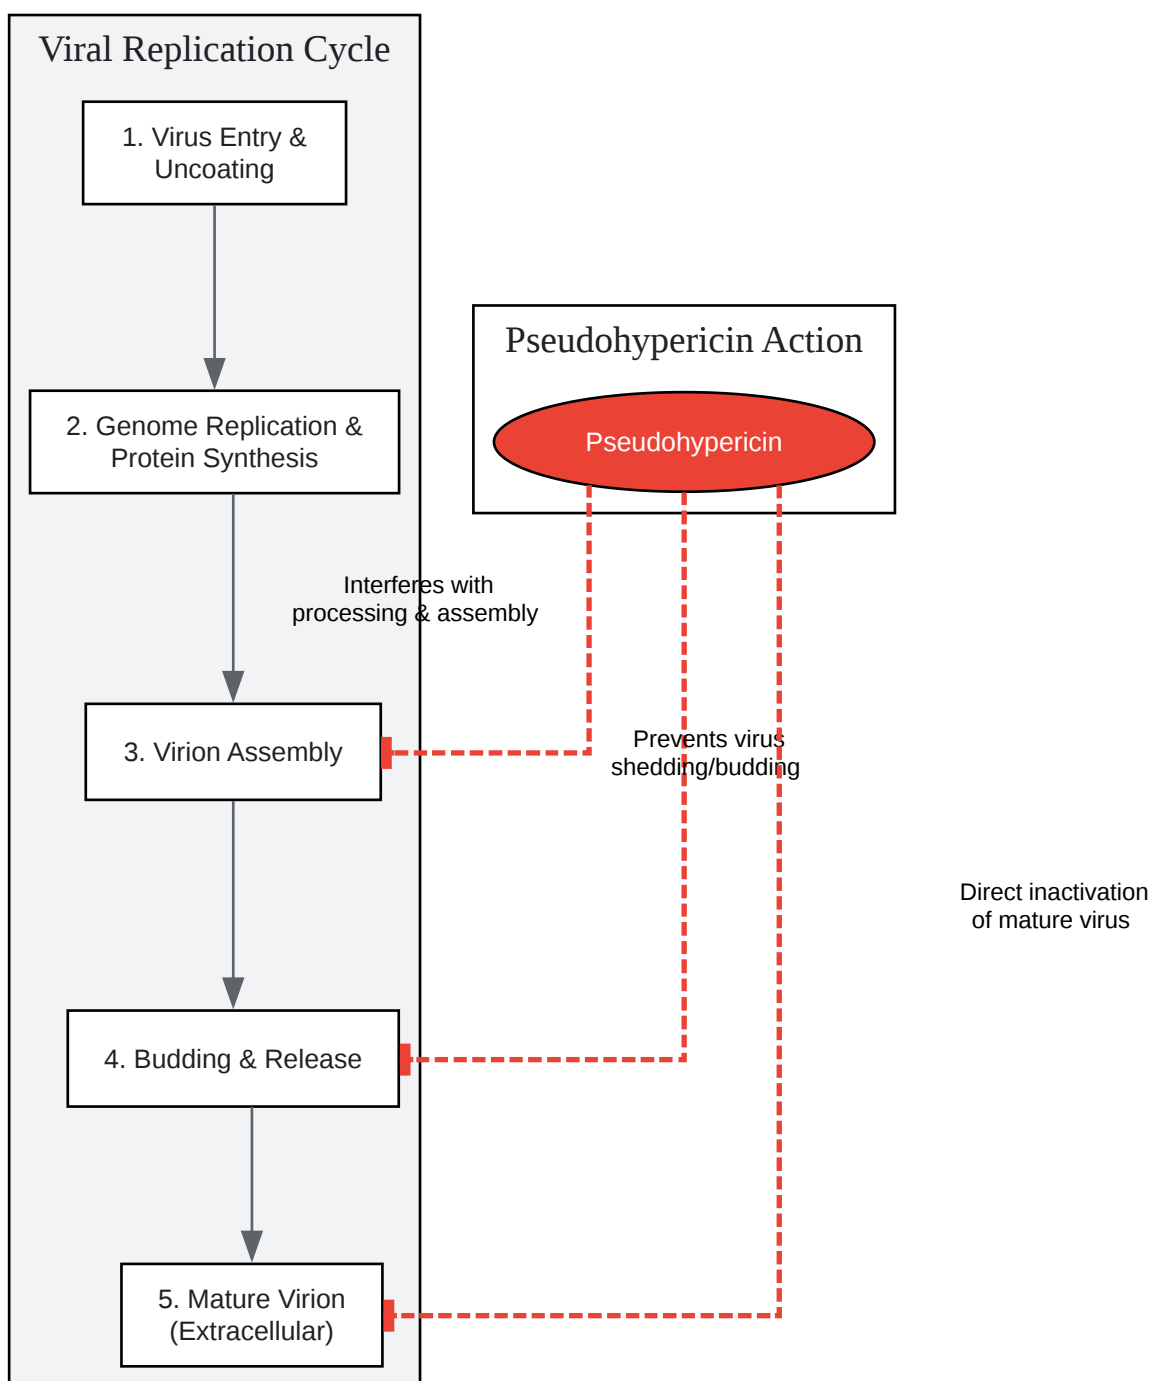 Viral Replication Cycle
1. Virus Entry &
Uncoating
2. Genome Replication &
Protein Synthesis
3. Virion Assembly
4. Budding & Release
5. Mature Virion
(Extracellular)
Pseudohypericin Action
Pseudohypericin
Interferes with
processing & assembly
Prevents virus
shedding/budding
Direct inactivation
of mature virus